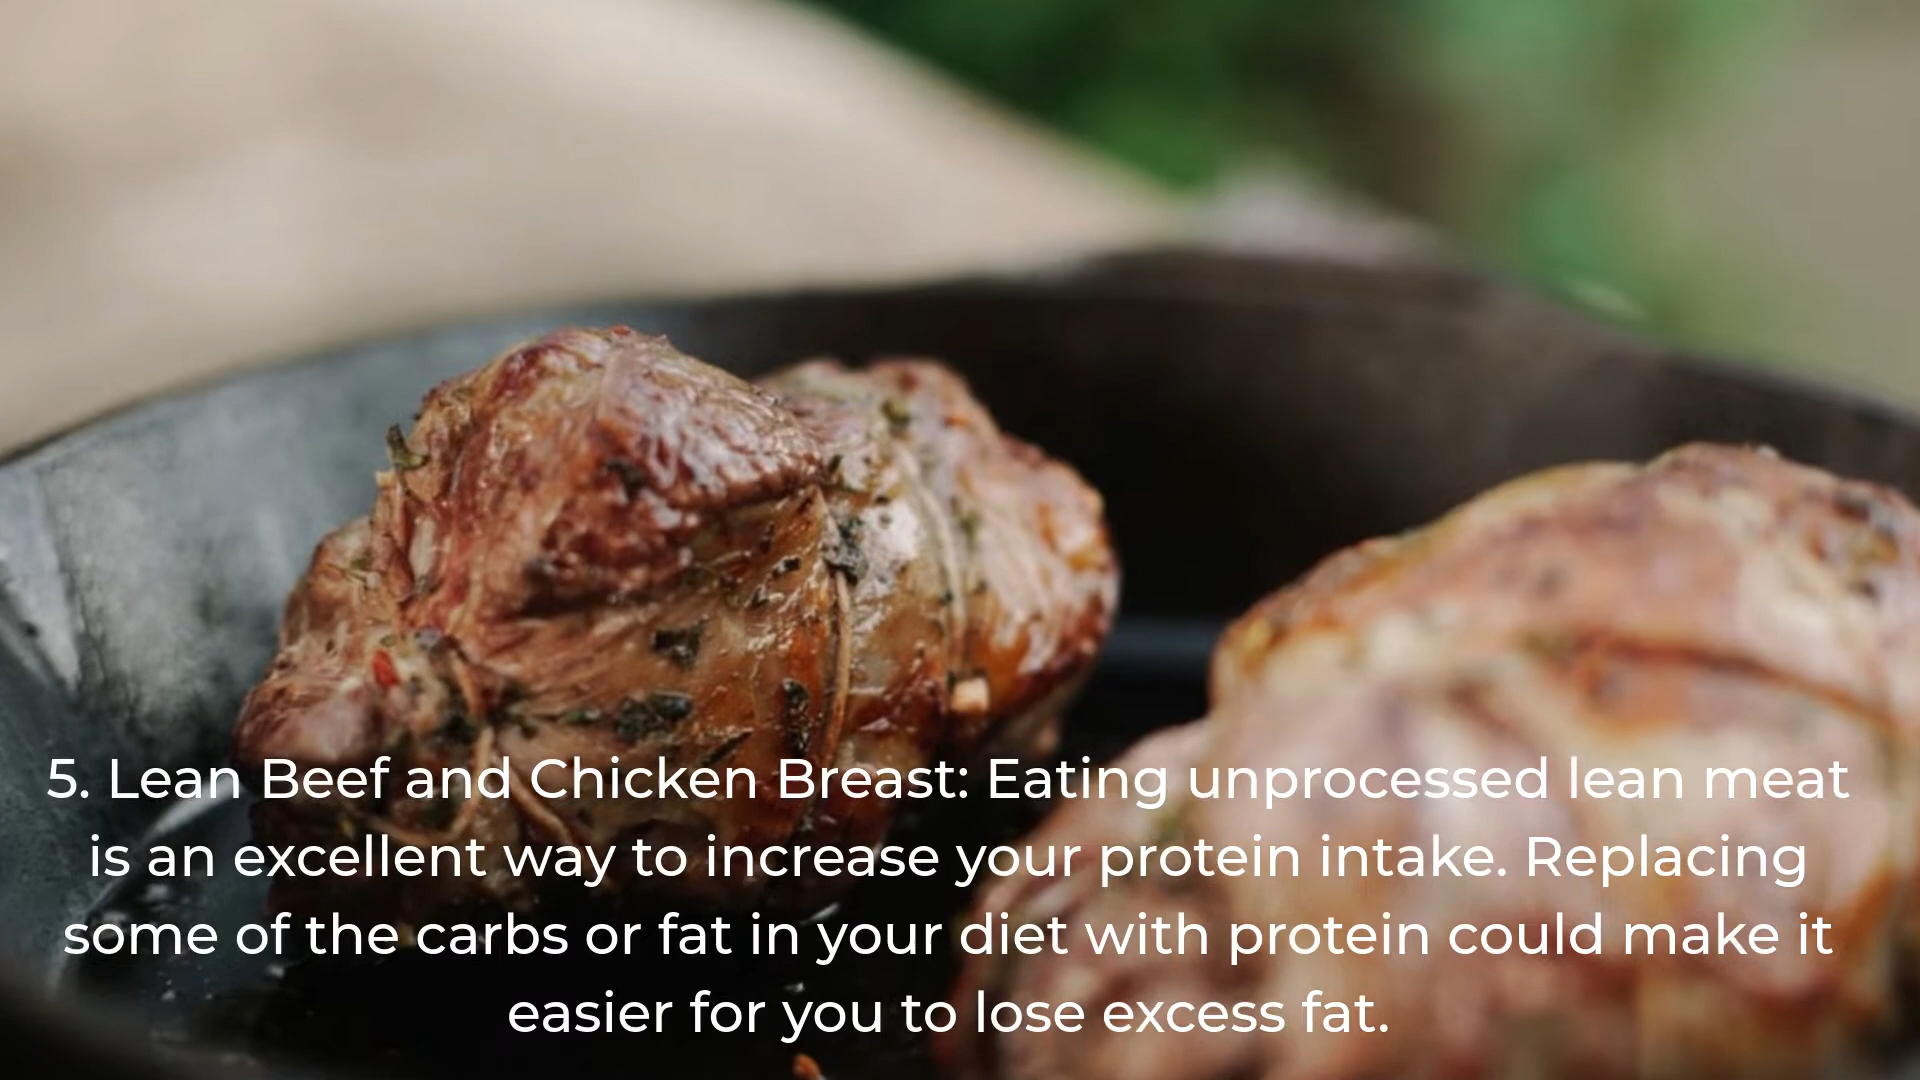 5. Lean Beef and Chicken Breast: Eating unprocessed lean meat
is an excellent way to increase your protein intake. Replacing
some of the carbs or fat in your diet with protein could make it
easier for you to lose excess fat.